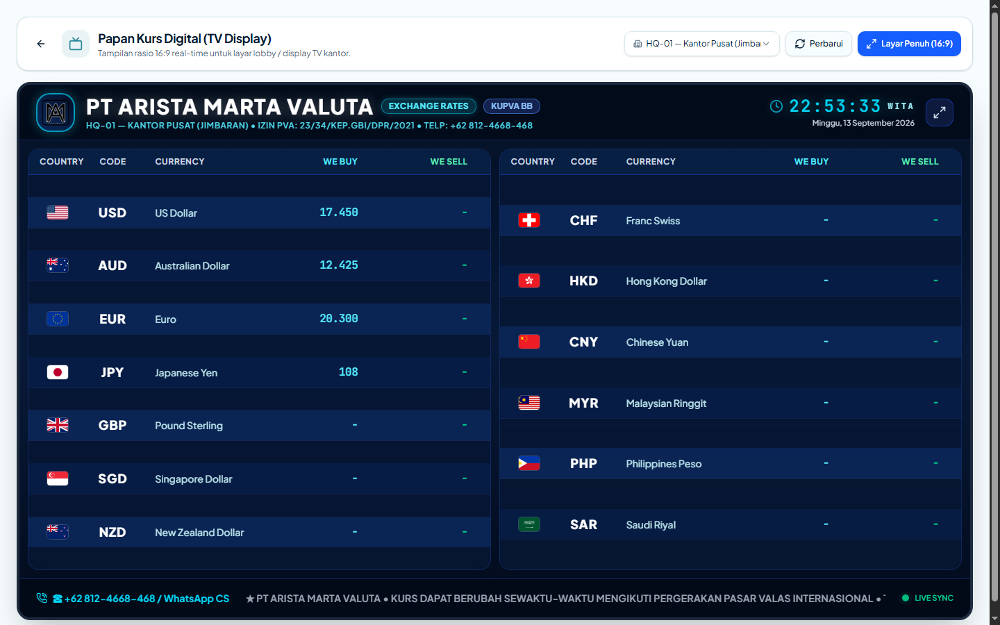 Papan Kurs Digital (TV Display)
Tampilan rasio 16:9 real-time untuk layar lobby / display TV kantor.
HQ-01 — Kantor Pusat (Jimbar
Perbarui
Layar Penuh (16:9)
PT ARISTA MARTA VALUTA
EXCHANGE RATES
KUPVA BB
HQ-01 — KANTOR PUSAT (JIMBARAN) • IZIN PVA: 23/34/KEP.GBI/DPR/2021 • TELP: +62 812-4668-468
22:53:33 WITA
Minggu, 13 September 2026
COUNTRY CODE CURRENCY WE BUY WE SELL
USD US Dollar 17.450 -
AUD Australian Dollar 12.425 -
EUR Euro 20.300 -
JPY Japanese Yen 108 -
GBP Pound Sterling - -
SGD Singapore Dollar - -
NZD New Zealand Dollar - -
COUNTRY CODE CURRENCY WE BUY WE SELL
CHF Franc Swiss - -
HKD Hong Kong Dollar - -
CNY Chinese Yuan - -
MYR Malaysian Ringgit - -
PHP Philippines Peso - -
SAR Saudi Riyal - -
☎ +62 812-4668-468 / WhatsApp CS
★ PT ARISTA MARTA VALUTA • KURS DAPAT BERUBAH SEWAKTU-WAKTU MENGIKUTI PERGERAKAN PASAR VALAS INTERNASIONAL •
LIVE SYNC